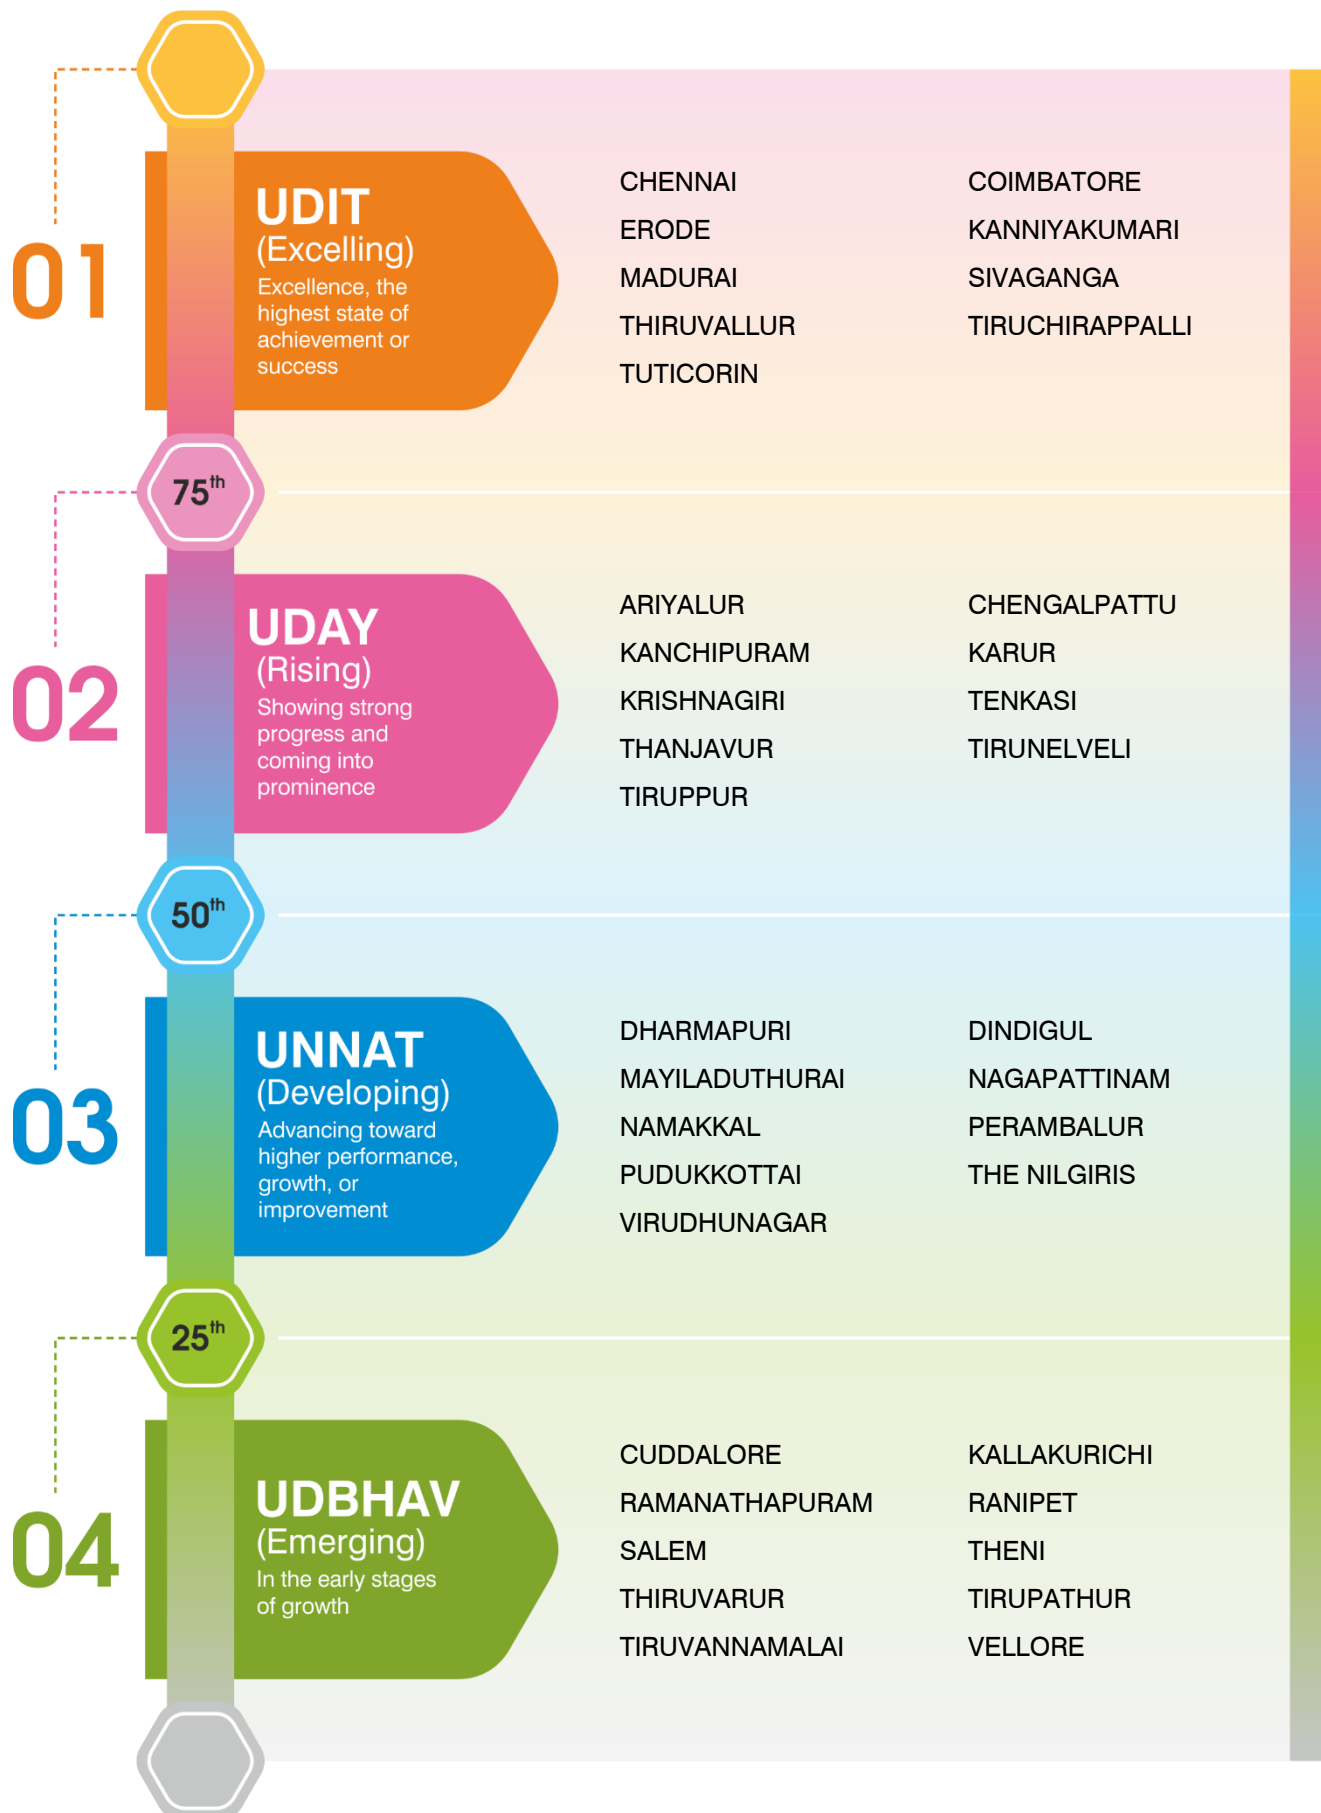 01
UDIT
(Excelling)
Excellence, the
highest state of
achievement or
success
CHENNAI COIMBATORE
ERODE KANNIYAKUMARI
MADURAI SIVAGANGA
THIRUVALLUR TIRUCHIRAPPALLI
TUTICORIN
75th
02
UDAY
(Rising)
Showing strong
progress and
coming into
prominence
ARIYALUR CHENGALPATTU
KANCHIPURAM KARUR
KRISHNAGIRI TENKASI
THANJAVUR TIRUNELVELI
TIRUPPUR
50th
03
UNNAT
(Developing)
Advancing toward
higher performance,
growth, or
improvement
DHARMAPURI DINDIGUL
MAYILADUTHURAI NAGAPATTINAM
NAMAKKAL PERAMBALUR
PUDUKKOTTAI THE NILGIRIS
VIRUDHUNAGAR
25th
04
UDBHAV
(Emerging)
In the early stages
of growth
CUDDALORE KALLAKURICHI
RAMANATHAPURAM RANIPET
SALEM THENI
THIRUVARUR TIRUPATHUR
TIRUVANNAMALAI VELLORE